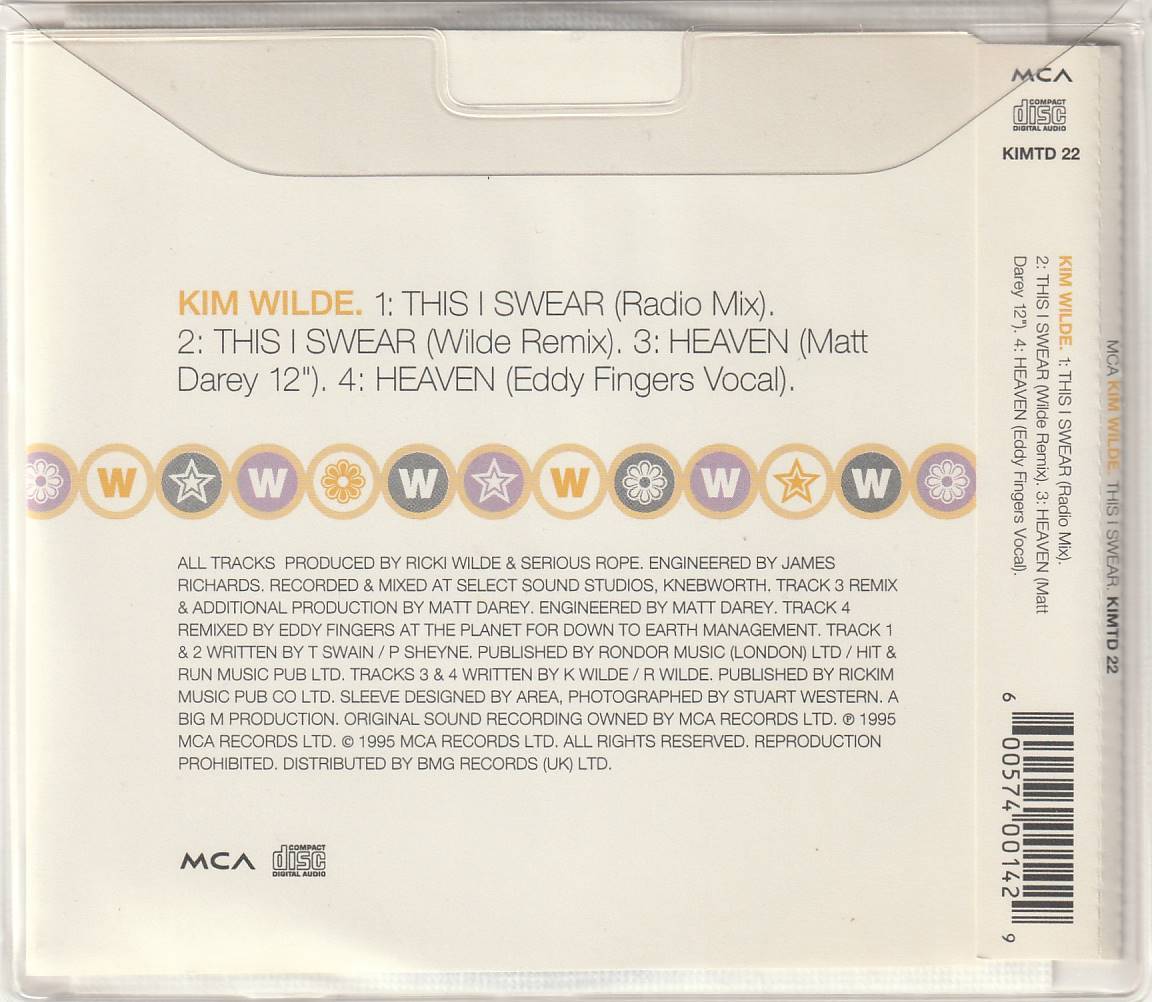 KIM WILDE. 1: THIS I SWEAR (Radio Mix).
2: THIS I SWEAR (Wilde Remix). 3: HEAVEN (Matt
Darey 12"). 4: HEAVEN (Eddy Fingers Vocal).
W W W W W W
ALL TRACKS PRODUCED BY RICKI WILDE & SERIOUS ROPE. ENGINEERED BY JAMES
RICHARDS. RECORDED & MIXED AT SELECT SOUND STUDIOS, KNEBWORTH. TRACK 3 REMIX
& ADDITIONAL PRODUCTION BY MATT DAREY. ENGINEERED BY MATT DAREY. TRACK 4
REMIXED BY EDDY FINGERS AT THE PLANET FOR DOWN TO EARTH MANAGEMENT. TRACK 1
& 2 WRITTEN BY T SWAIN / P SHEYNE. PUBLISHED BY RONDOR MUSIC (LONDON) LTD / HIT &
RUN MUSIC PUB LTD. TRACKS 3 & 4 WRITTEN BY K WILDE / R WILDE. PUBLISHED BY RICKIM
MUSIC PUB CO LTD. SLEEVE DESIGNED BY AREA, PHOTOGRAPHED BY STUART WESTERN. A
BIG M PRODUCTION. ORIGINAL SOUND RECORDING OWNED BY MCA RECORDS LTD. ℗ 1995
MCA RECORDS LTD. © 1995 MCA RECORDS LTD. ALL RIGHTS RESERVED. REPRODUCTION
PROHIBITED. DISTRIBUTED BY BMG RECORDS (UK) LTD.
MCA COMPACT disc DIGITAL AUDIO
MCA
COMPACT
disc
DIGITAL AUDIO
KIMTD 22
KIM WILDE. 1: THIS I SWEAR (Radio Mix).
2: THIS I SWEAR (Wilde Remix). 3: HEAVEN (Matt
Darey 12"). 4: HEAVEN (Eddy Fingers Vocal).
6 00574 00142 9
MCA KIM WILDE. THIS I SWEAR. KIMTD 22